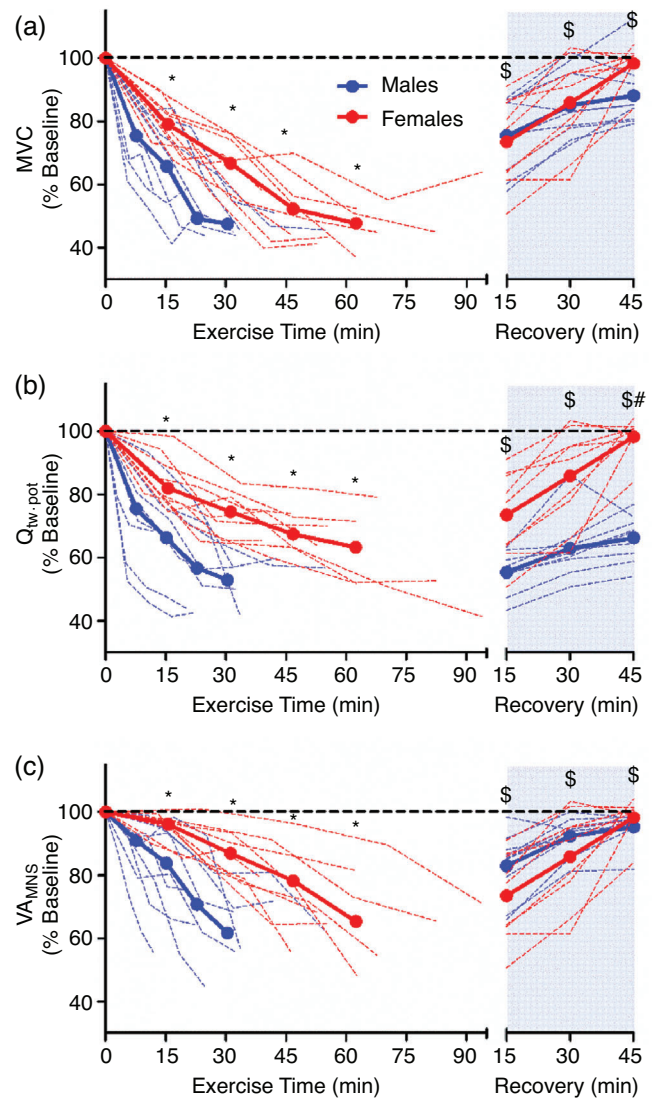 (a)
MVC
(% Baseline)
100
80
60
40
* * * *
Males
Females
$ $ $
0 15 30 45 60 75 90
Exercise Time (min)
15 30 45
Recovery (min)
(b)
Qtw·pot
(% Baseline)
100
80
60
40
* * * *
$ $ $#
0 15 30 45 60 75 90
Exercise Time (min)
15 30 45
Recovery (min)
(c)
VAMNS
(% Baseline)
100
80
60
40
* * * *
$ $ $
0 15 30 45 60 75 90
Exercise Time (min)
15 30 45
Recovery (min)